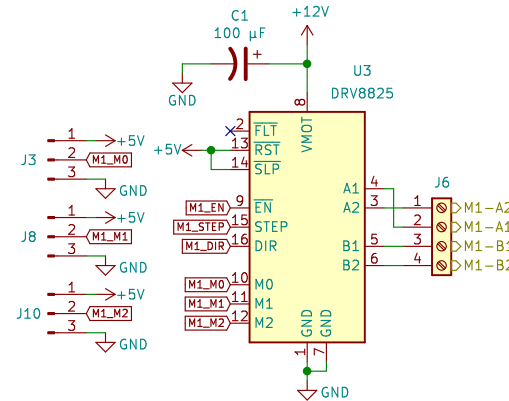 C1
100 µF
+12V
GND
U3
DRV8825
8
VMOT
2
FLT
13
RST
14
SLP
+5V
9
EN
15
STEP
16
DIR
10
M0
11
M1
12
M2
M1_EN
M1_STEP
M1_DIR
M1_M0
M1_M1
M1_M2
A1
4
A2
3
B1
5
B2
6
GND
GND
1
7
GND
J6
1
2
3
4
M1-A2
M1-A1
M1-B1
M1-B2
J3
1
2
3
+5V
M1_M0
GND
J8
1
2
3
+5V
M1_M1
GND
J10
1
2
3
+5V
M1_M2
GND